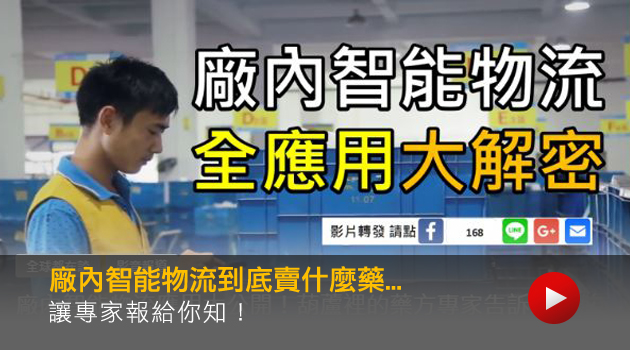 廠內智能物流
全應用大解密
影片轉發 請點 f 168
廠內智能物流到底賣什麼藥...
讓專家報給你知！